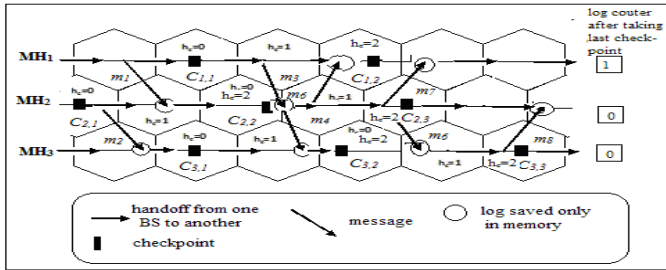 log couter
after taking
last check-
point
MH1
hc=0
hc=1
hc=2
m1
C1,1
m3
C1,2
m7
1
MH2
hc=0
hc=1
hc=2
hc=0
m6
hc=1
C2,1
C2,2
m4
hc=2
C2,3
0
MH3
m2
hc=0
hc=1
hc=0
hc=2
m6
hc=1
hc=2
m8
C3,1
C3,2
C3,3
0
handoff from one
BS to another
message
log saved only
in memory
checkpoint